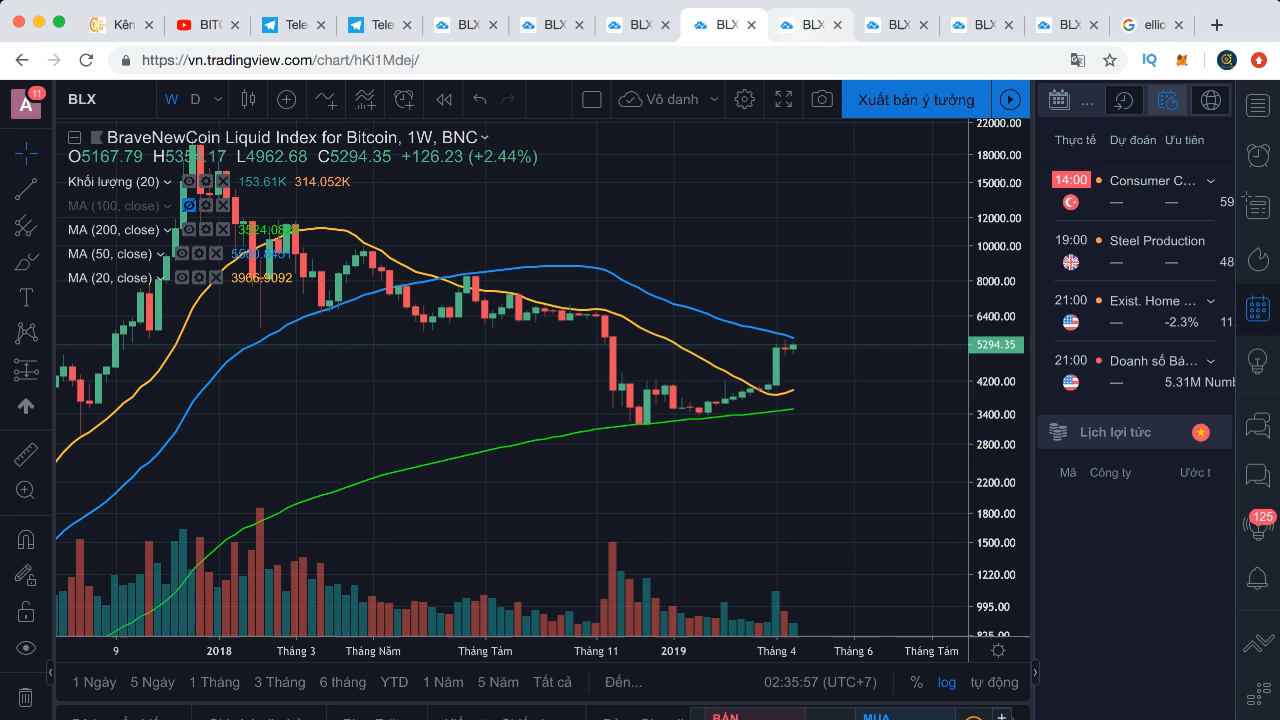 Kên
BIT
Tele
Tele
BLX
BLX
BLX
BLX
BLX
BLX
BLX
BLX
ellic
https://vn.tradingview.com/chart/hKi1Mdej/
IQ
A 11
BLX W D Vô danh Xuất bản ý tưởng
BraveNewCoin Liquid Index for Bitcoin, 1W, BNC
L4962.68 C5294.35 +126.23 (+2.44%)
O5167.79
Khối lượng (20) 153.61K 314.052K
MA (100, close)
MA (200, close)
MA (50, close)
MA (20, close) 3966.9092
22000.00
18000.00
15000.00
12000.00
10000.00
8000.00
6400.00
5294.35
4200.00
3400.00
2800.00
2200.00
1800.00
1500.00
1220.00
995.00
825.00
9 2018 Tháng 3 Tháng Năm Tháng Tám Tháng 11 2019 Tháng 4 Tháng 6 Tháng Tám
1 Ngày 5 Ngày 1 Tháng 3 Tháng 6 tháng YTD 1 Năm 5 Năm Tất cả Đến... 02:35:57 (UTC+7) % log tự động
BÁN MUA
...
Thực tế Dự đoán Ưu tiên
14:00 Consumer C...
— — 59
19:00 Steel Production
— — 48
21:00 Exist. Home ...
— -2.3% 11
21:00 Doanh số Bá...
— 5.31M Numb
Lịch lợi tức
Mã Công ty Ước t
125